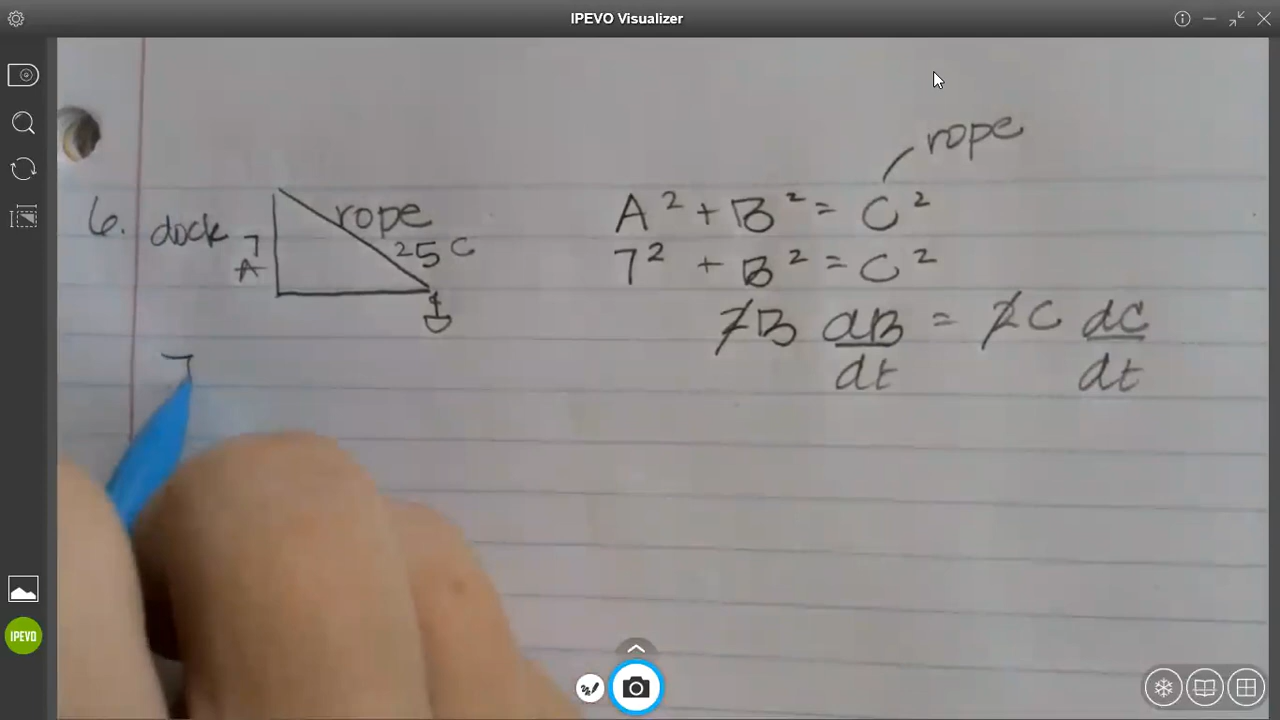 IPEVO Visualizer
rope
6. dock 7 rope
A 25 C
A² + B² = C²
7² + B² = C²
2B dB/dt = 2C dC/dt
7
IPEVO